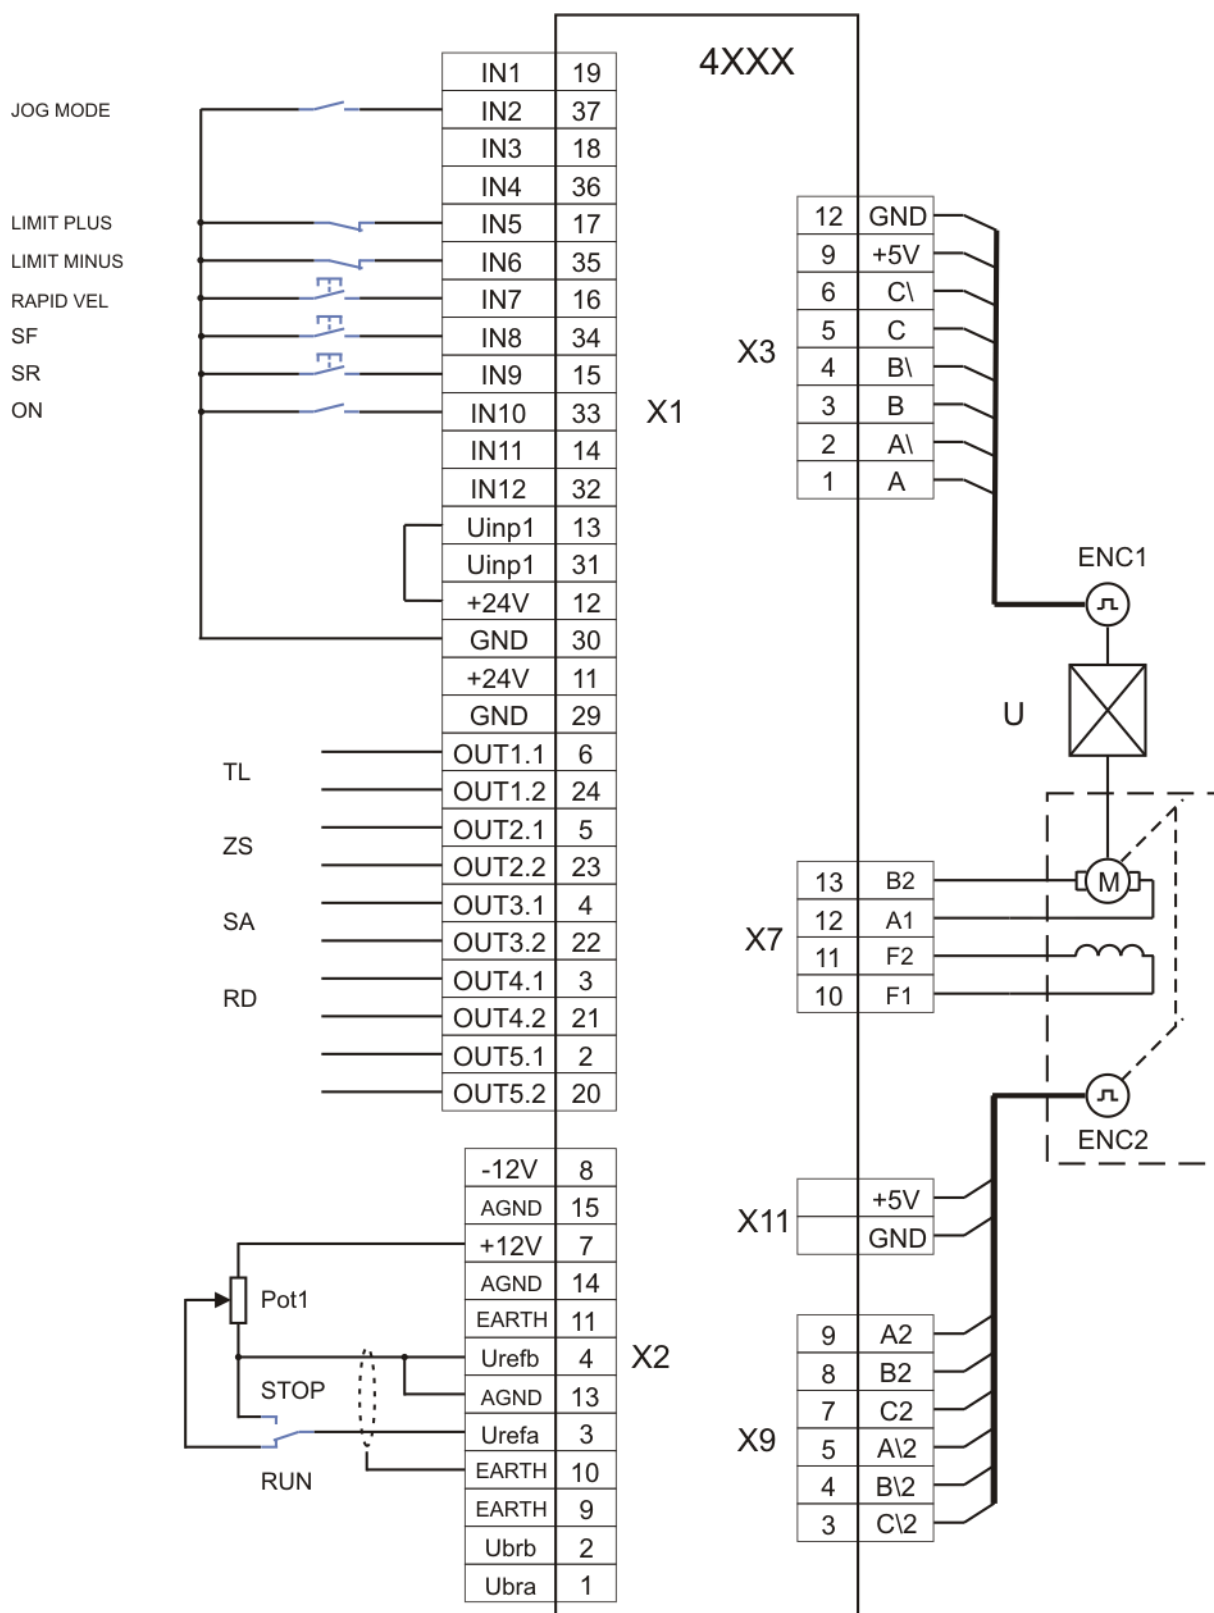 4XXX
IN1 19
JOG MODE IN2 37
IN3 18
IN4 36
LIMIT PLUS IN5 17
LIMIT MINUS IN6 35
RAPID VEL IN7 16
SF IN8 34
SR IN9 15
ON IN10 33
X1
IN11 14
IN12 32
Uinp1 13
Uinp1 31
+24V 12
GND 30
+24V 11
GND 29
OUT1.1 6
TL
OUT1.2 24
OUT2.1 5
ZS
OUT2.2 23
OUT3.1 4
SA
OUT3.2 22
OUT4.1 3
RD
OUT4.2 21
OUT5.1 2
OUT5.2 20
-12V 8
AGND 15
+12V 7
AGND 14
Pot1
EARTH 11
Urefb 4
X2
STOP
AGND 13
Urefa 3
RUN
EARTH 10
EARTH 9
Ubrb 2
Ubra 1
12 GND
9 +5V
6 C\
5 C
X3
4 B\
3 B
2 A\
1 A
ENC1
U
13 B2
M
12 A1
X7
11 F2
10 F1
ENC2
+5V
X11
GND
9 A2
8 B2
7 C2
X9
5 A\2
4 B\2
3 C\2